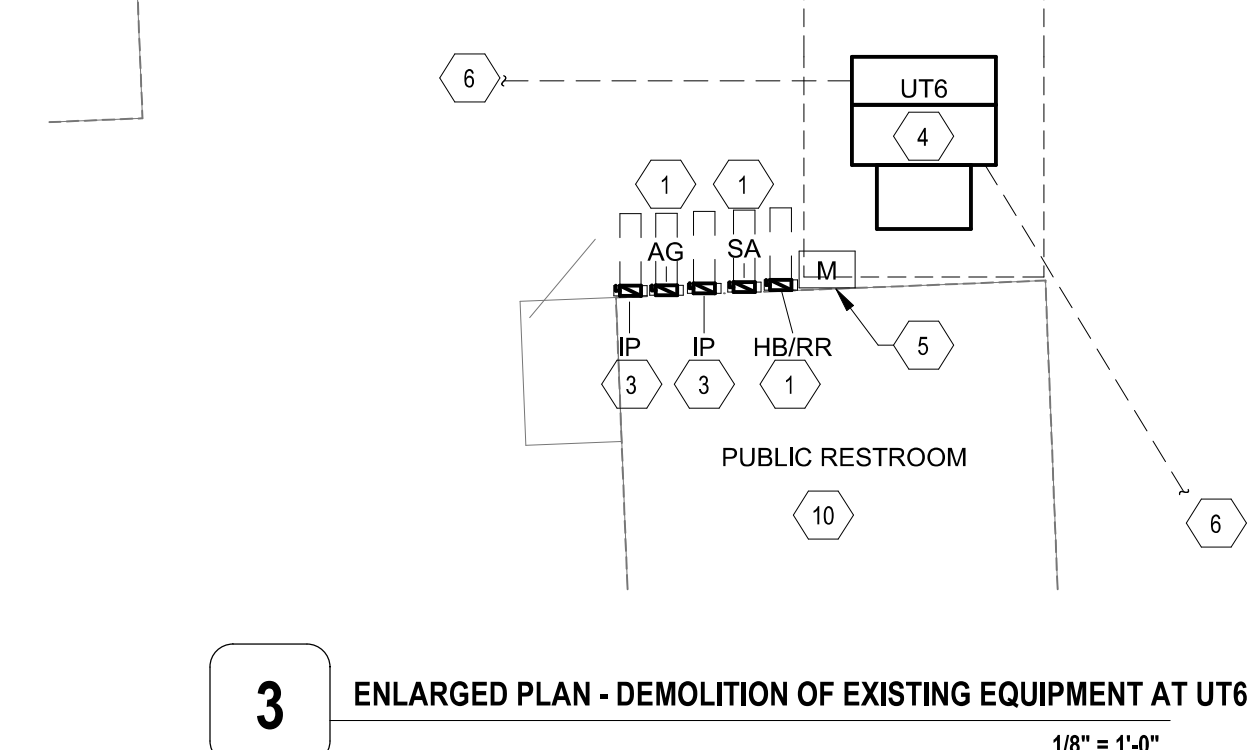 6
UT6
4
1
1
AG
SA
M
IP
IP
HB/RR
5
3
3
1
PUBLIC RESTROOM
10
6
3
ENLARGED PLAN - DEMOLITION OF EXISTING EQUIPMENT AT UT6
1/8" = 1'-0"